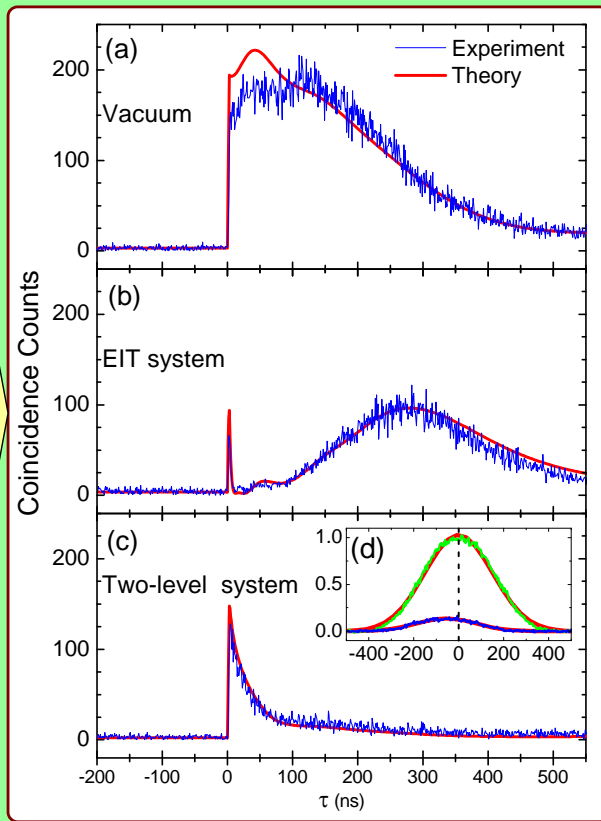 (a)
Experiment
Theory
Vacuum
200
100
0
(b)
EIT system
200
100
0
(c)
Two-level system
200
100
0
(d)
1.0
0.5
0.0
-400 -200 0 200 400
-200 -100 0 100 200 300 400 500
τ (ns)
Coincidence Counts